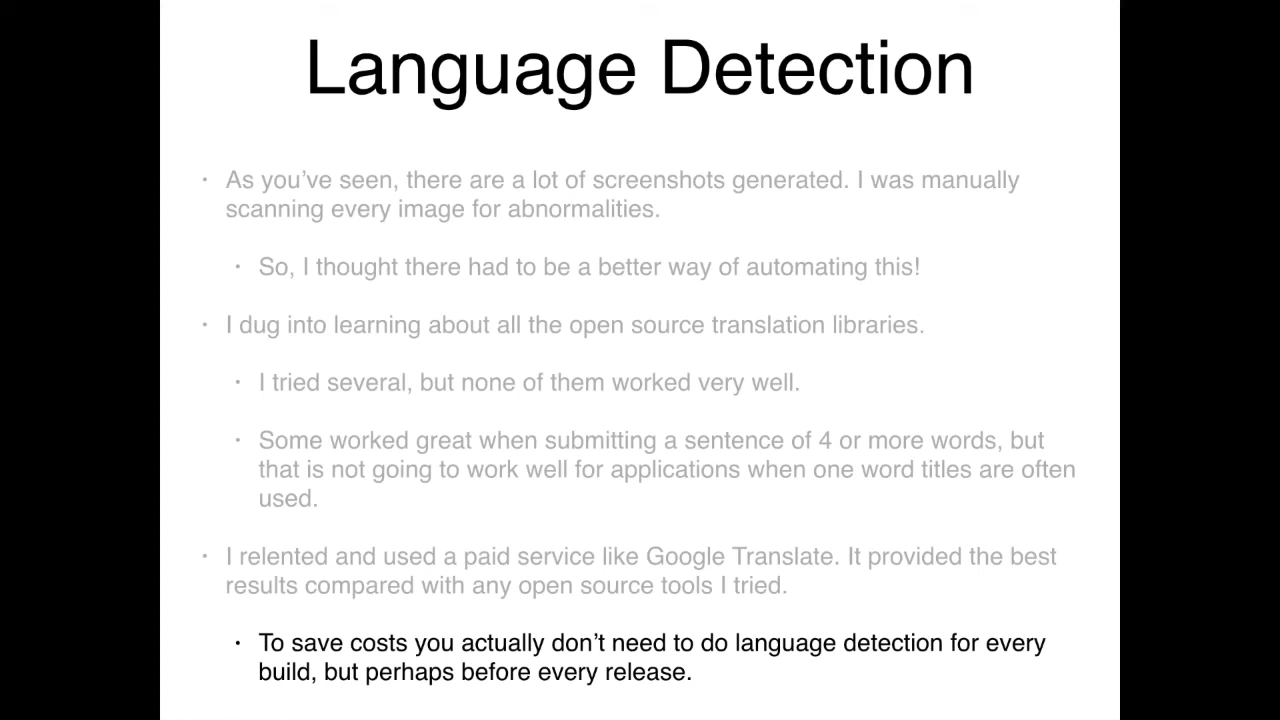 Language Detection
• As you’ve seen, there are a lot of screenshots generated. I was manually
scanning every image for abnormalities.
• So, I thought there had to be a better way of automating this!
• I dug into learning about all the open source translation libraries.
• I tried several, but none of them worked very well.
• Some worked great when submitting a sentence of 4 or more words, but
that is not going to work well for applications when one word titles are often
used.
• I relented and used a paid service like Google Translate. It provided the best
results compared with any open source tools I tried.
• To save costs you actually don’t need to do language detection for every
build, but perhaps before every release.